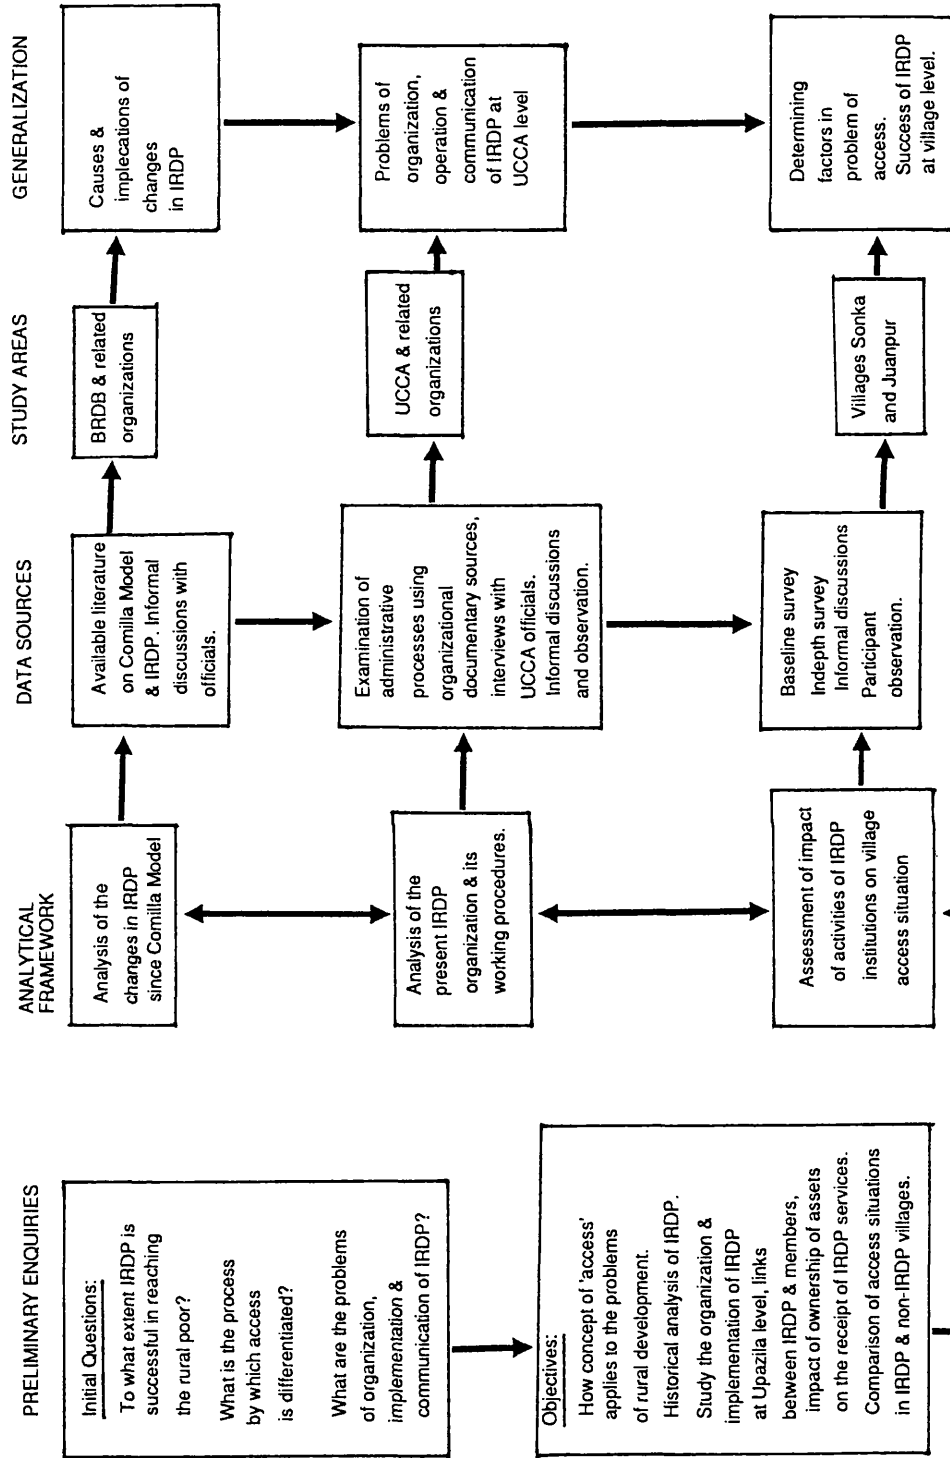 PRELIMINARY ENQUIRIES
Initial Questions:
To what extent IRDP is
successful in reaching
the rural poor?
What is the process
by which access
is differentiated?
What are the problems
of organization,
implementation &
communication of IRDP?
Objectives:
How concept of 'access'
applies to the problems
of rural development.
Historical analysis of IRDP.
Study the organization &
implementation of IRDP
at Upazila level, links
between IRDP & members,
impact of ownership of assets
on the receipt of IRDP services.
Comparison of access situations
in IRDP & non-IRDP villages.
ANALYTICAL
FRAMEWORK
Analysis of the
changes in IRDP
since Comilla Model
Analysis of the
present IRDP
organization & its
working procedures.
Assessment of impact
of activities of IRDP
institutions on village
access situation
DATA SOURCES
Available literature
on Comilla Model
& IRDP. Informal
discussions with
officials.
Examination of
administrative
processes using
organizational
documentary sources,
interviews with
UCCA officials.
Informal discussions
and observation.
Baseline survey
Indepth survey
Informal discussions
Participant
observation.
STUDY AREAS
BRDB & related
organizations
UCCA & related
organizations
Villages Sonka
and Juanpur
GENERALIZATION
Causes &
implecations of
changes
in IRDP
Problems of
organization,
operation &
communication
of IRDP at
UCCA level
Determining
factors in
problem of
access.
Success of IRDP
at village level.